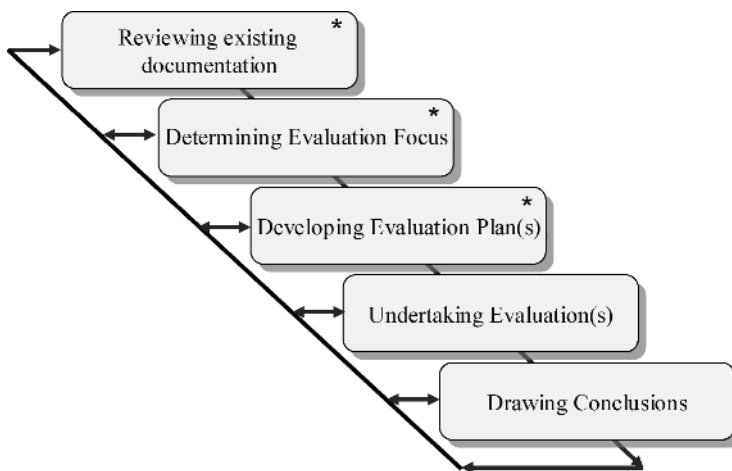 Reviewing existing *
documentation
*
Determining Evaluation Focus
*
Developing Evaluation Plan(s)
Undertaking Evaluation(s)
Drawing Conclusions